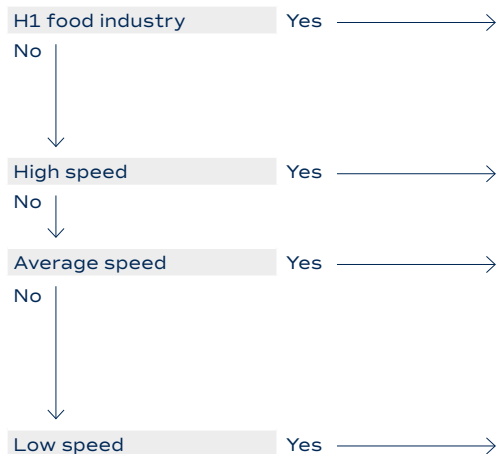 H1 food industry Yes
No
High speed Yes
No
Average speed Yes
No
Low speed Yes